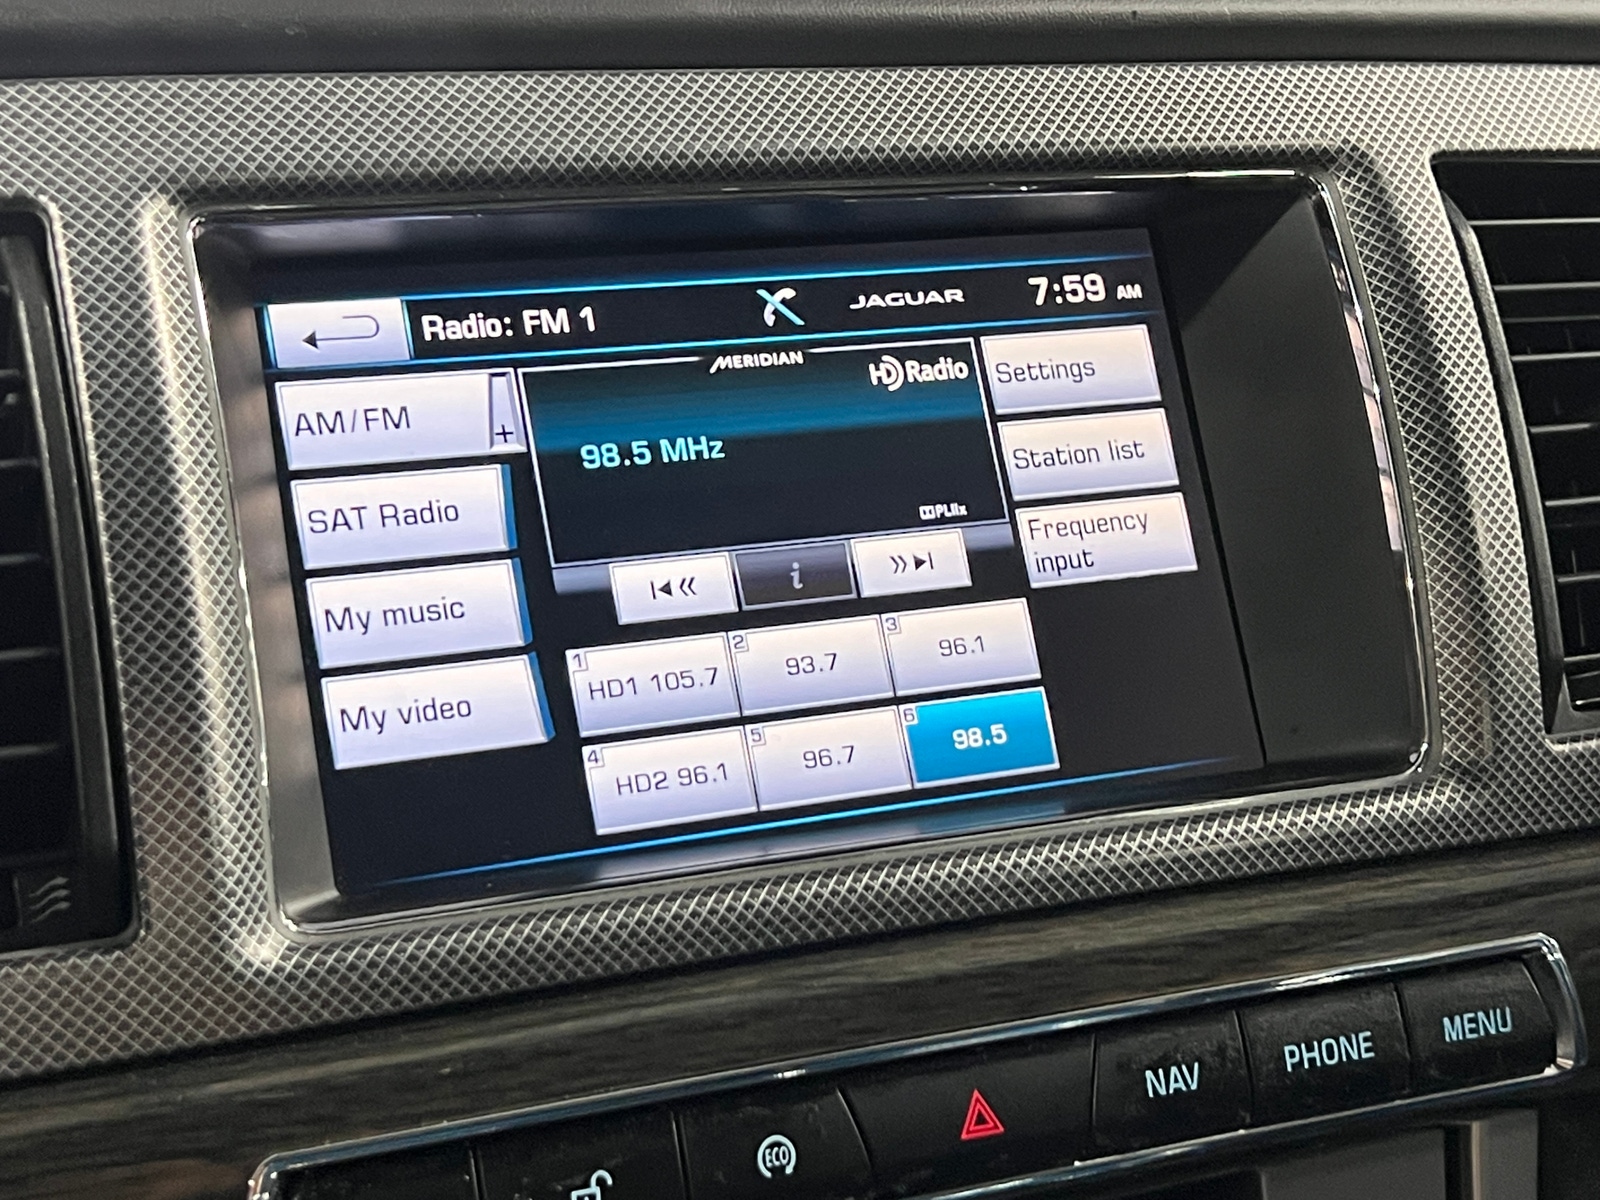 Radio: FM 1
JAGUAR
7:59 AM
AM/FM
+
SAT Radio
My music
My video
MERIDIAN
HD Radio
98.5 MHz
PLIIx
i
Settings
Station list
Frequency
input
1
HD1 105.7
2
93.7
3
96.1
4
HD2 96.1
5
96.7
6
98.5
ECO
NAV
PHONE
MENU